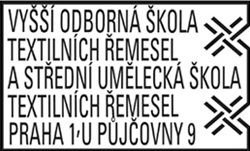 VYŠŠÍ ODBORNÁ ŠKOLA
TEXTILNÍCH ŘEMESEL
A STŘEDNÍ UMĚLECKÁ ŠKOLA
TEXTILNÍCH ŘEMESEL
PRAHA 1, U PŮJČOVNY 9